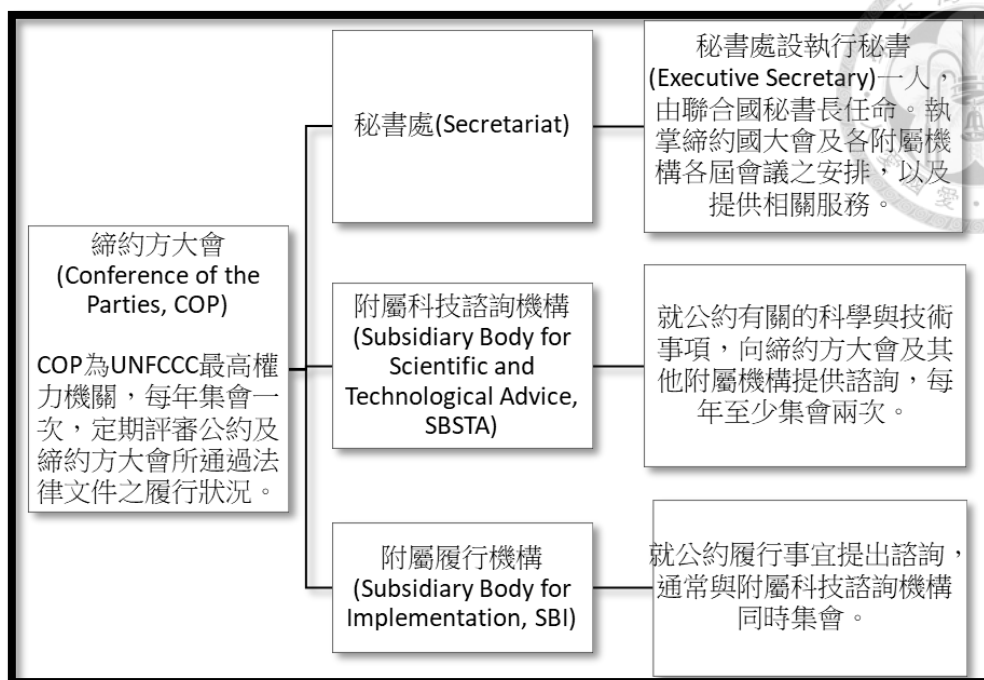 締約方大會
(Conference of the
Parties, COP)
COP為UNFCCC最高權
力機關，每年集會一
次，定期評審公約及
締約方大會所通過法
律文件之履行狀況。
秘書處(Secretariat)
秘書處設執行秘書
(Executive Secretary)一人，
由聯合國秘書長任命。執
掌締約國大會及各附屬機
構各屆會議之安排，以及
提供相關服務。
附屬科技諮詢機構
(Subsidiary Body for
Scientific and
Technological Advice,
SBSTA)
就公約有關的科學與技術
事項，向締約方大會及其
他附屬機構提供諮詢，每
年至少集會兩次。
附屬履行機構
(Subsidiary Body for
Implementation, SBI)
就公約履行事宜提出諮詢，
通常與附屬科技諮詢機構
同時集會。